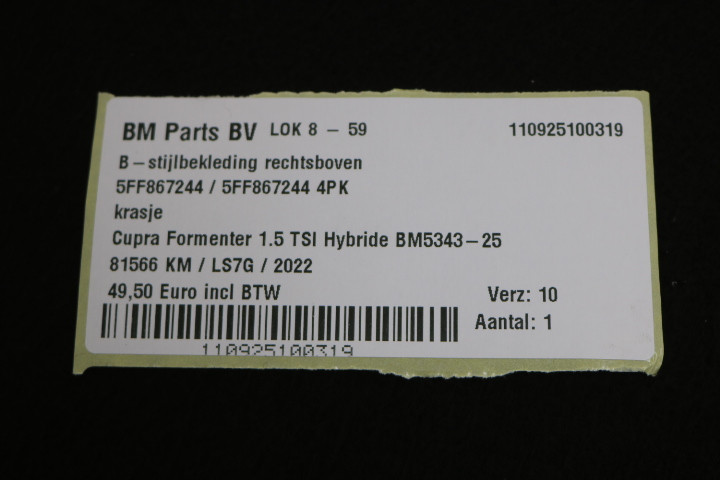 BM Parts BV LOK 8 - 59 110925100319
B-stijlbekleding rechtsboven
5FF867244 / 5FF867244 4PK
krasje
Cupra Formenter 1.5 TSI Hybride BM5343-25
81566 KM / LS7G / 2022
49,50 Euro incl BTW Verz: 10
Aantal: 1
110925100319